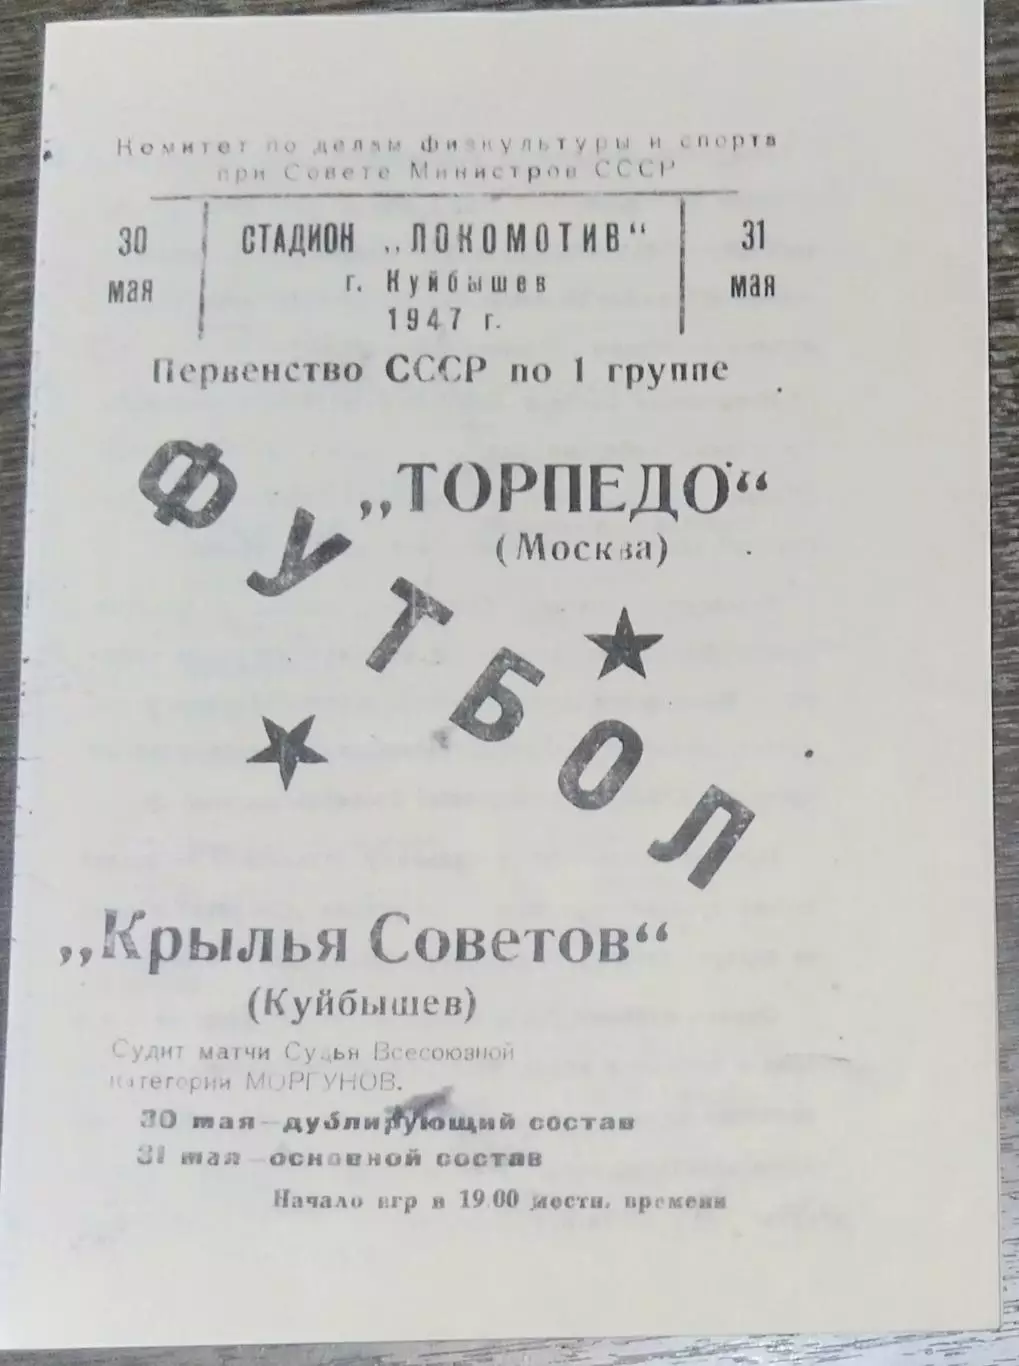 Комитет по делам физкультуры и спорта
при Совете Министров СССР
30 мая
СТАДИОН „ЛОКОМОТИВ“
г. Куйбышев
1947 г.
31 мая
Первенство СССР по 1 группе
ФУТБОЛ
„ТОРПЕДО“
(Москва)
„Крылья Советов“
(Куйбышев)
Судит матчи Судья Всесоюзной
категории МОРГУНОВ.
30 мая—дублирующий состав
31 мая—основной состав
Начало игр в 19.00 местн. времени